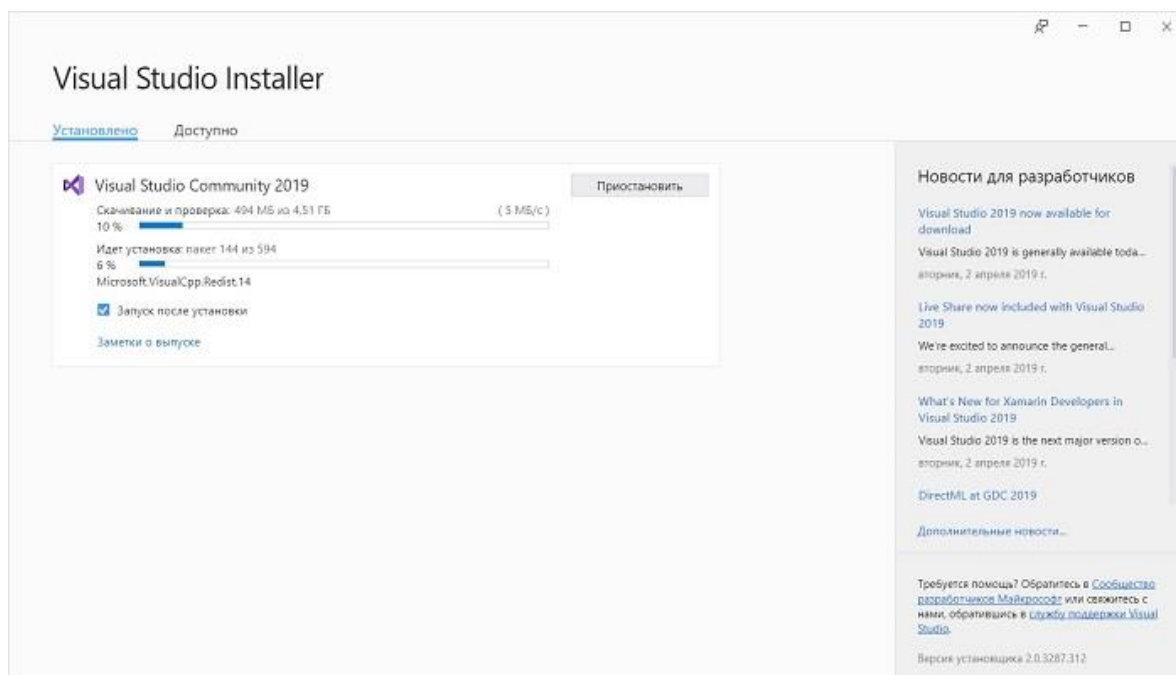 Visual Studio Installer
Установлено
Доступно
Visual Studio Community 2019
Приостановить
Скачивание и проверка: 494 МБ из 4,51 ГБ
( 5 МБ/с )
10 %
Идет установка: пакет 144 из 594
6 %
Microsoft.VisualCpp.Redist.14
Запуск после установки
Заметки о выпуске
Новости для разработчиков
Visual Studio 2019 now available for
download
Visual Studio 2019 is generally available toda...
вторник, 2 апреля 2019 г.
Live Share now included with Visual Studio
2019
We're excited to announce the general...
вторник, 2 апреля 2019 г.
What's New for Xamarin Developers in
Visual Studio 2019
Visual Studio 2019 is the next major version o...
вторник, 2 апреля 2019 г.
DirectML at GDC 2019
Дополнительные новости...
Требуется помощь? Обратитесь в Сообщество
разработчиков Майкрософт или свяжитесь с
нами, обратившись в службу поддержки Visual
Studio.
Версия установщика 2.0.3287.312